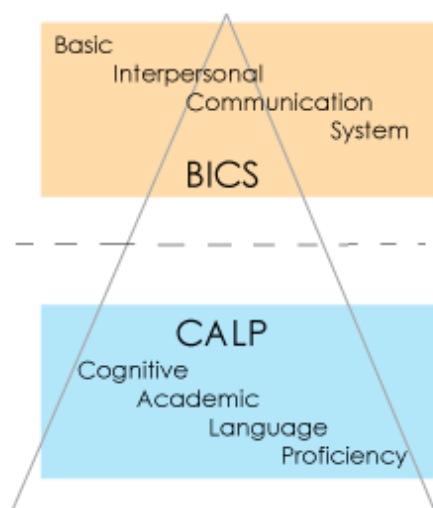 Basic
Interpersonal
Communication
System
BICS
CALP
Cognitive
Academic
Language
Proficiency